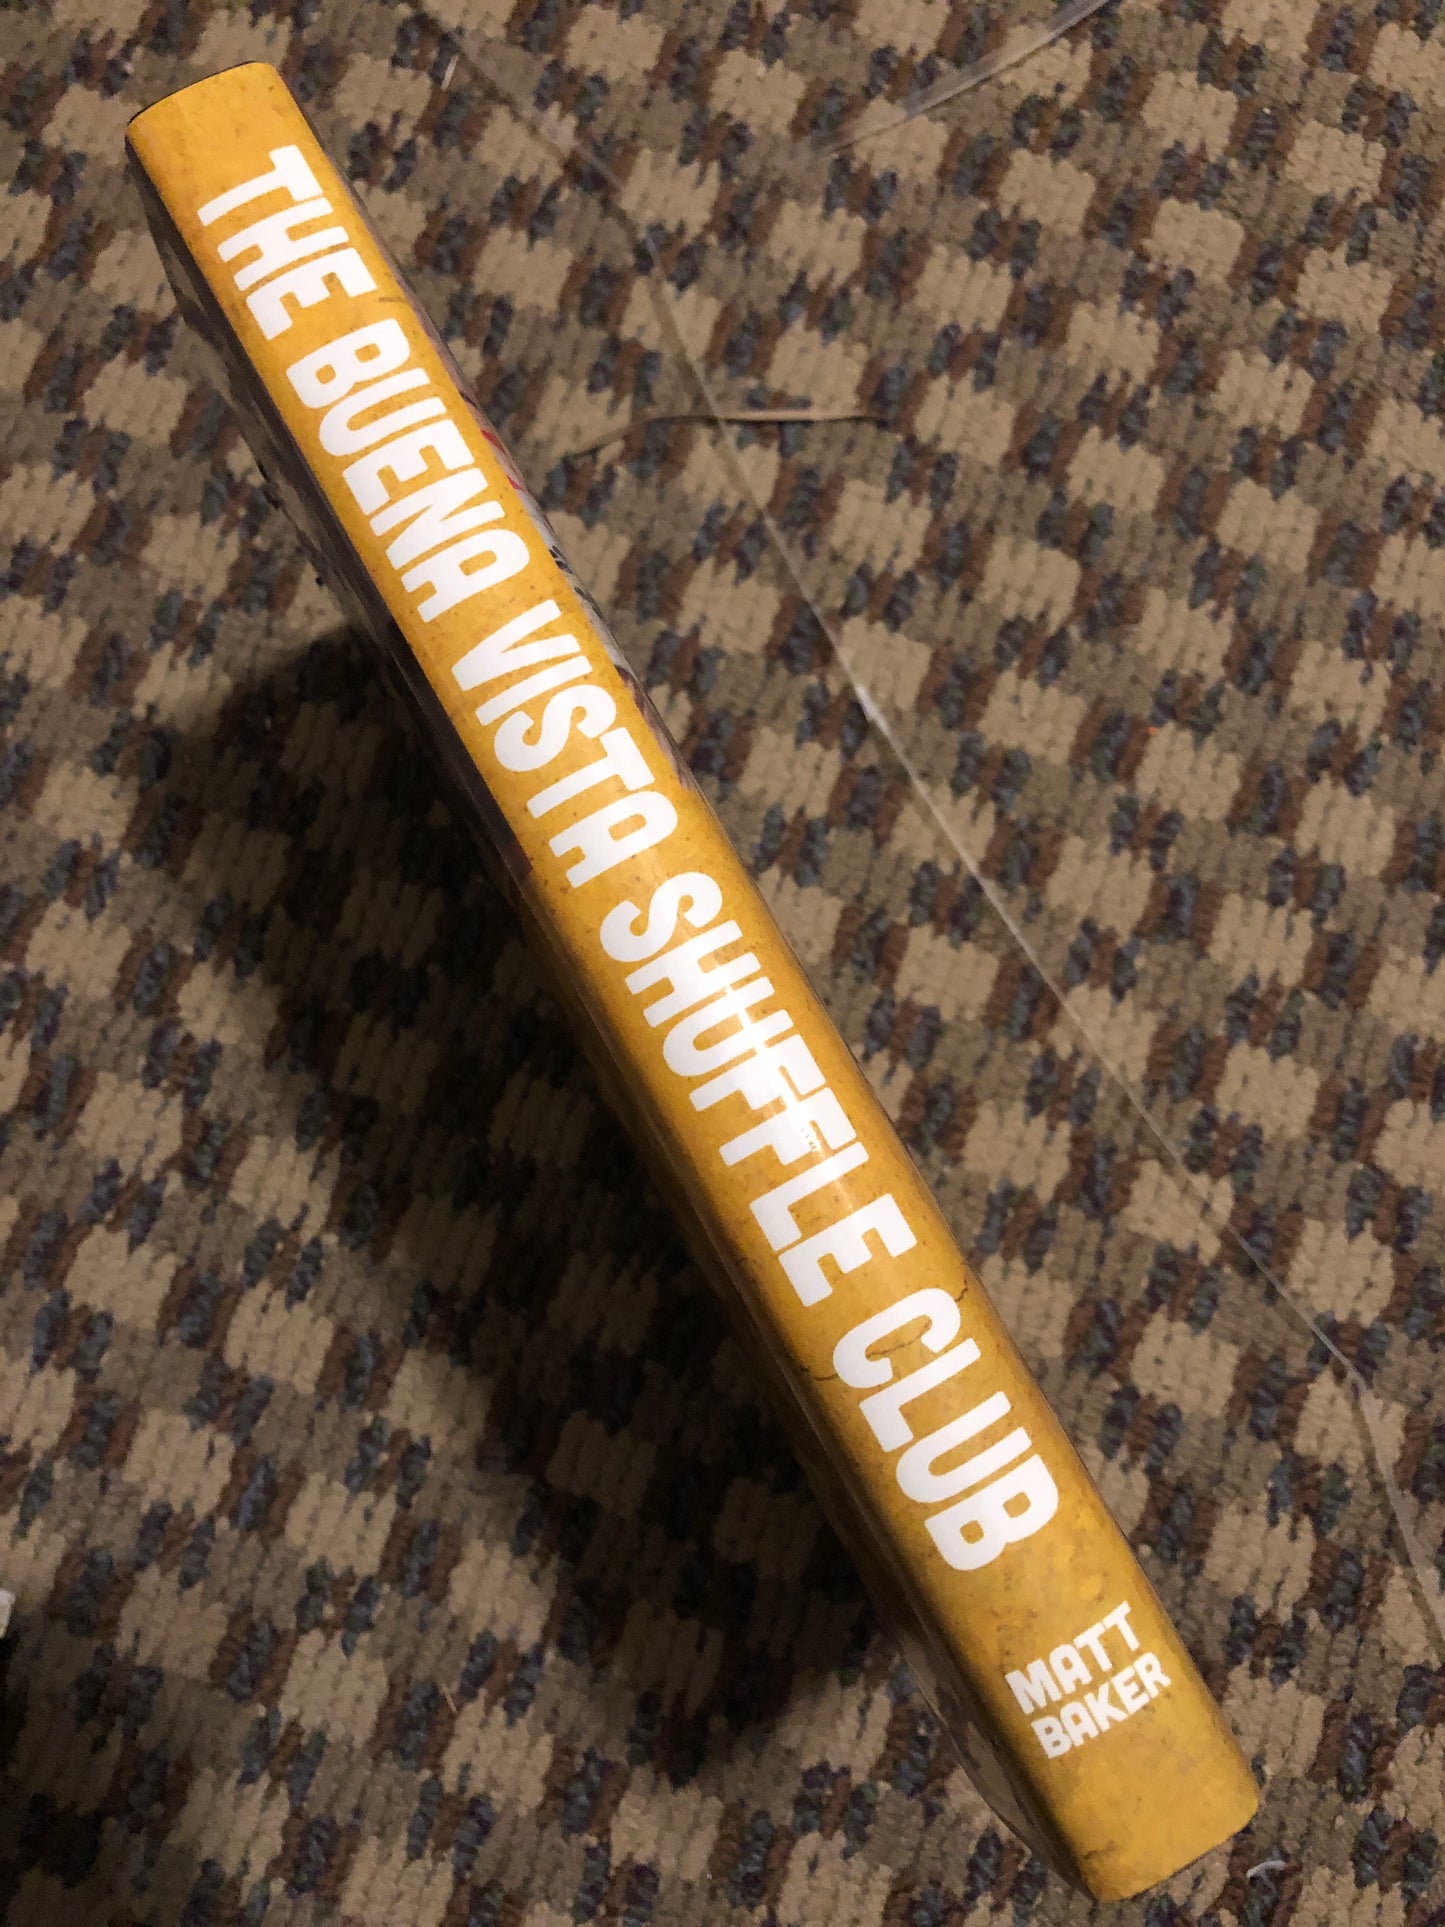 THE BUENA VISTA SHUFFLE CLUB
MATT
BAKER